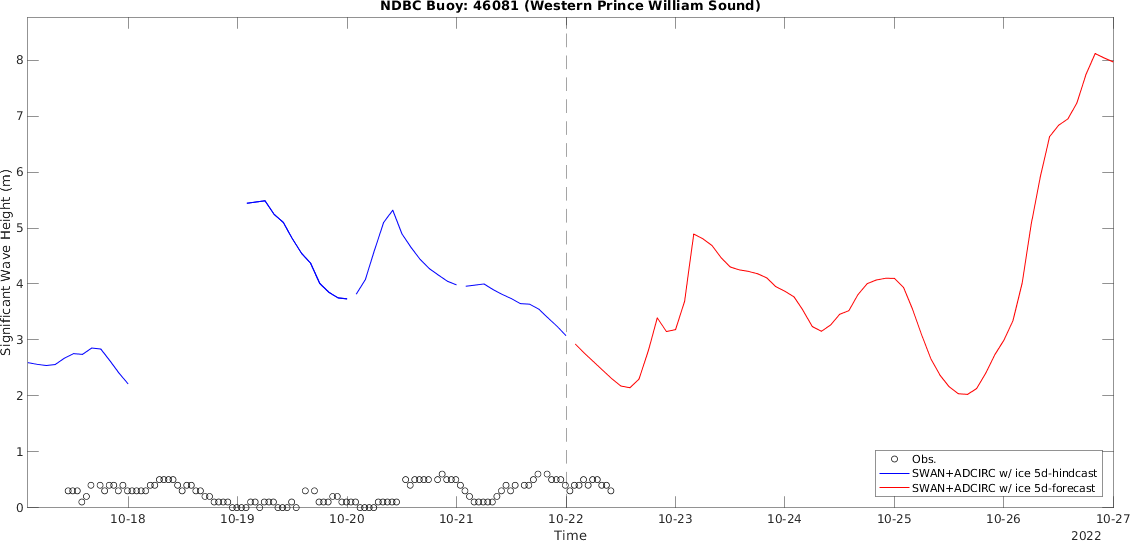 NDBC Buoy: 46081 (Western Prince William Sound)
8
7
6
5
4
3
2
1
0
Significant Wave Height (m)
Obs.
SWAN+ADCIRC w/ ice 5d-hindcast
SWAN+ADCIRC w/ ice 5d-forecast
10-18 10-19 10-20 10-21 10-22 10-23 10-24 10-25 10-26 10-27
Time
2022